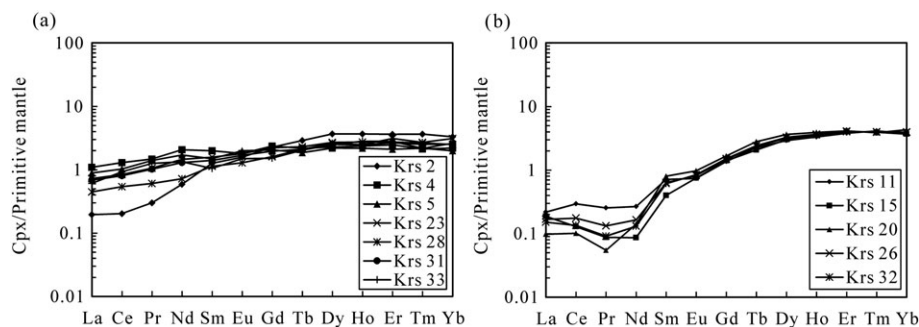 (a)
Cpx/Primitive mantle
100
10
1
0.1
0.01
La Ce Pr Nd Sm Eu Gd Tb Dy Ho Er Tm Yb
Krs 2
Krs 4
Krs 5
Krs 23
Krs 28
Krs 31
Krs 33
(b)
Cpx/Primitive mantle
100
10
1
0.1
0.01
La Ce Pr Nd Sm Eu Gd Tb Dy Ho Er Tm Yb
Krs 11
Krs 15
Krs 20
Krs 26
Krs 32